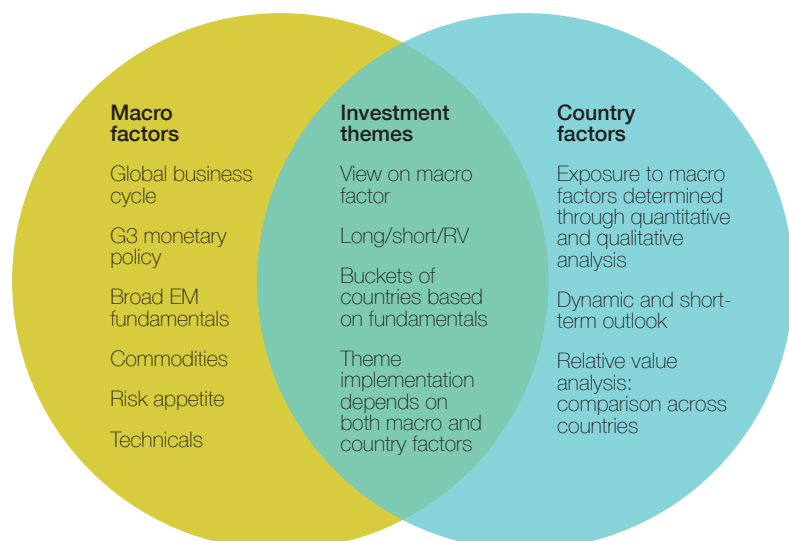 Macro
factors
Global business
cycle
G3 monetary
policy
Broad EM
fundamentals
Commodities
Risk appetite
Technicals
Investment
themes
View on macro
factor
Long/short/RV
Buckets of
countries based
on fundamentals
Theme
implementation
depends on
both macro and
country factors
Country
factors
Exposure to macro
factors determined
through quantitative
and qualitative
analysis
Dynamic and short-
term outlook
Relative value
analysis:
comparison across
countries